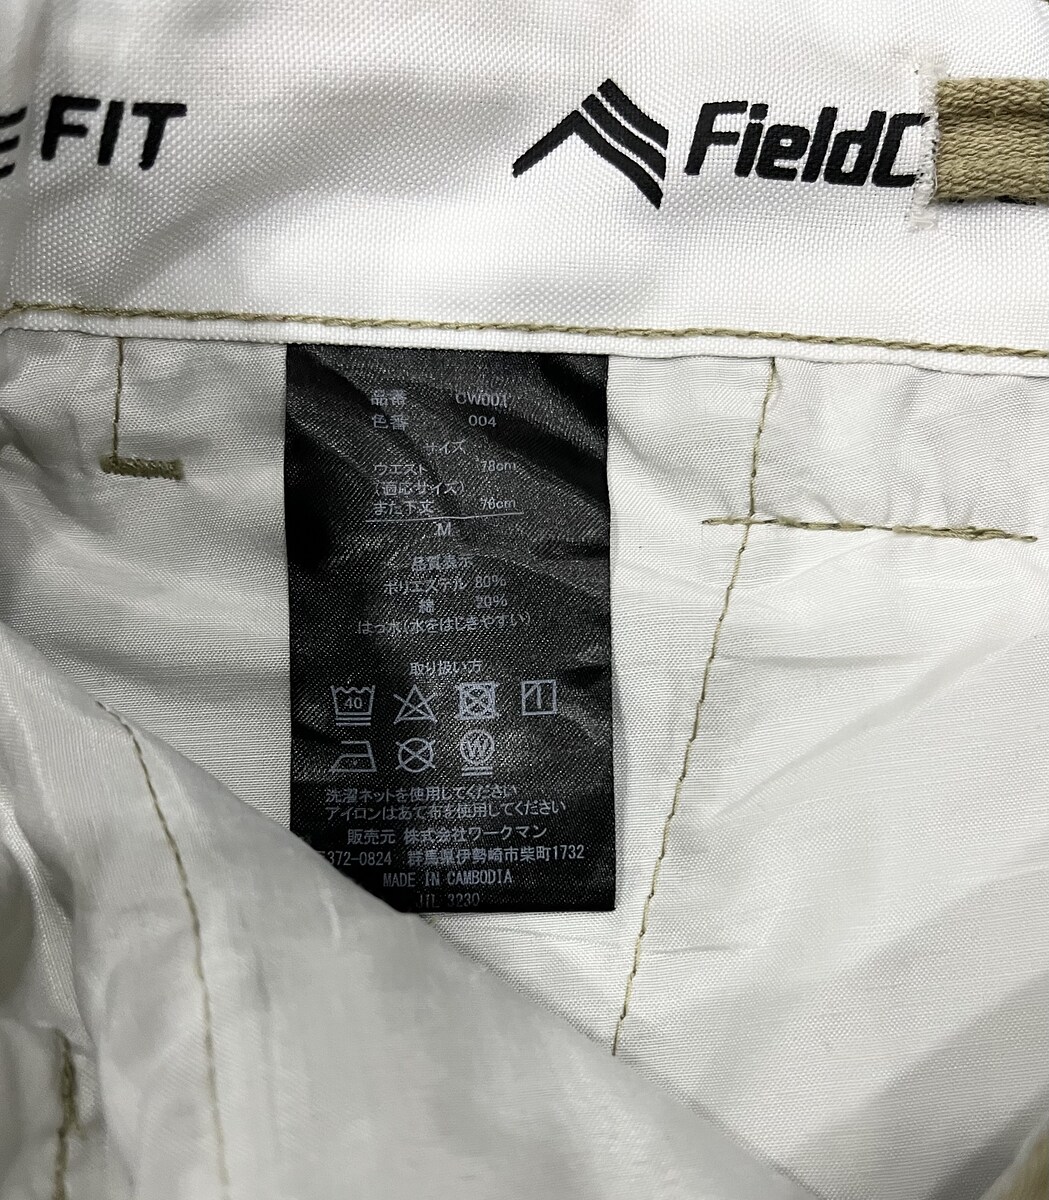 FIT
FieldC
品番 CW001
色番 004
サイズ
ウエスト 78cm
(適応サイズ)
また下丈 76cm
M
品質表示
ポリエステル 80%
綿 20%
はっ水(水をはじきやすい)
取り扱い方
40
W
洗濯ネットを使用してください
アイロンはあて布を使用してください
販売元 株式会社ワークマン
372-0824 群馬県伊勢崎市柴町1732
MADE IN CAMBODIA
3230